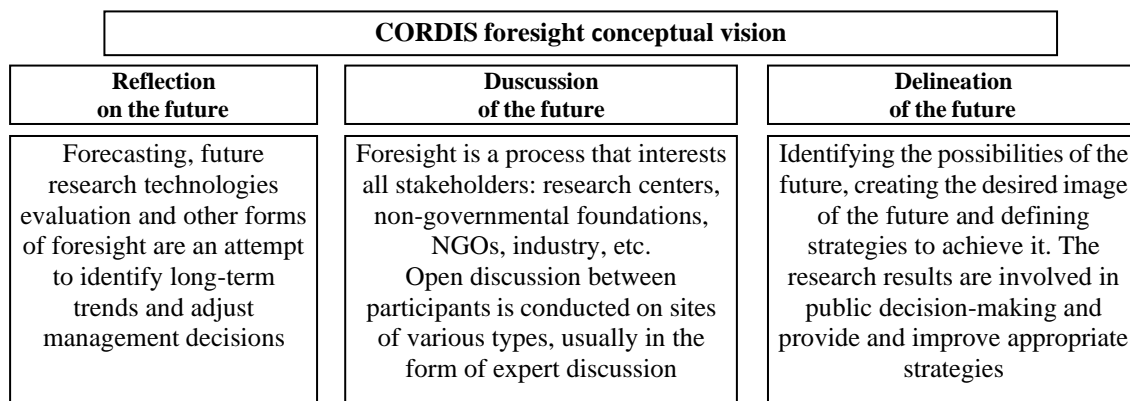 CORDIS foresight conceptual vision
Reflection
on the future
Duscussion
of the future
Delineation
of the future
Forecasting, future
research technologies
evaluation and other forms
of foresight are an attempt
to identify long-term
trends and adjust
management decisions
Foresight is a process that interests
all stakeholders: research centers,
non-governmental foundations,
NGOs, industry, etc.
Open discussion between
participants is conducted on sites
of various types, usually in the
form of expert discussion
Identifying the possibilities of the
future, creating the desired image
of the future and defining
strategies to achieve it. The
research results are involved in
public decision-making and
provide and improve appropriate
strategies